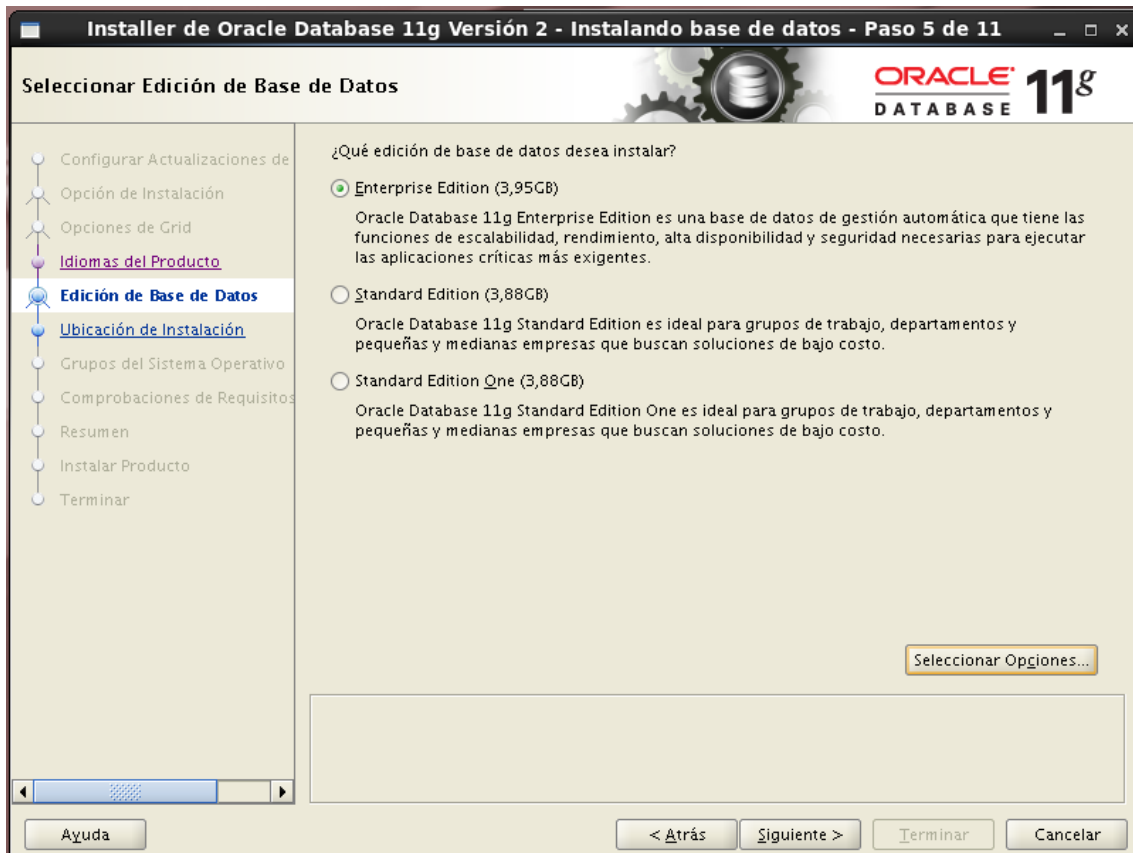 Installer de Oracle Database 11g Versión 2 - Instalando base de datos - Paso 5 de 11
Seleccionar Edición de Base de Datos
ORACLE
DATABASE
11g
Configurar Actualizaciones de
Opción de Instalación
Opciones de Grid
Idiomas del Producto
Edición de Base de Datos
Ubicación de Instalación
Grupos del Sistema Operativo
Comprobaciones de Requisitos
Resumen
Instalar Producto
Terminar
¿Qué edición de base de datos desea instalar?
Enterprise Edition (3,95GB)
Oracle Database 11g Enterprise Edition es una base de datos de gestión automática que tiene las
funciones de escalabilidad, rendimiento, alta disponibilidad y seguridad necesarias para ejecutar
las aplicaciones críticas más exigentes.
Standard Edition (3,88GB)
Oracle Database 11g Standard Edition es ideal para grupos de trabajo, departamentos y
pequeñas y medianas empresas que buscan soluciones de bajo costo.
Standard Edition One (3,88GB)
Oracle Database 11g Standard Edition One es ideal para grupos de trabajo, departamentos y
pequeñas y medianas empresas que buscan soluciones de bajo costo.
Seleccionar Opciones...
Ayuda
< Atrás
Siguiente >
Terminar
Cancelar